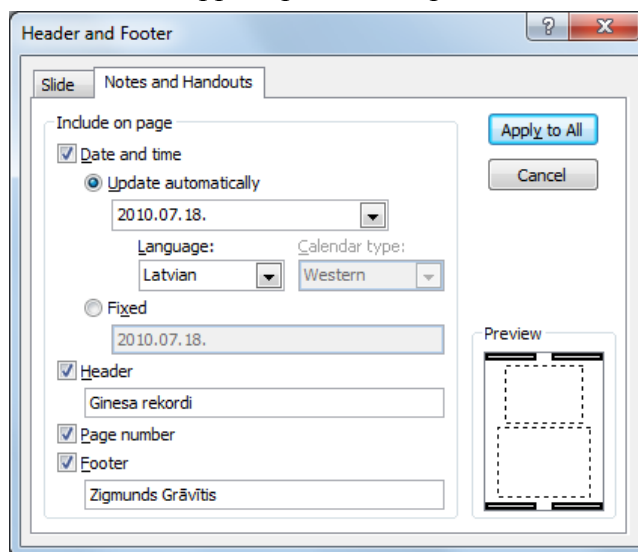 Header and Footer
Slide
Notes and Handouts
Include on page
Date and time
Update automatically
2010.07.18.
Language:
Calendar type:
Latvian
Western
Fixed
2010.07.18.
Header
Ginesa rekordi
Page number
Footer
Zigmunds Grāvītis
Apply to All
Cancel
Preview